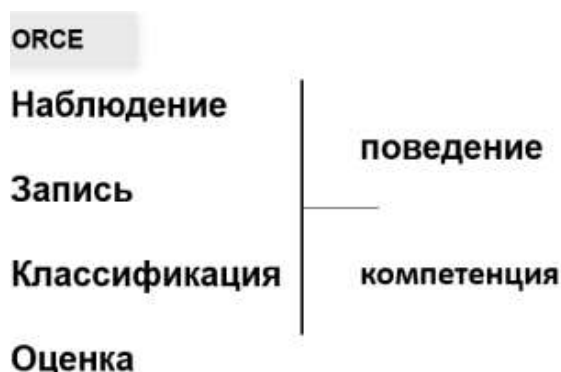 ORCE
Наблюдение
поведение
Запись
Классификация
компетенция
Оценка